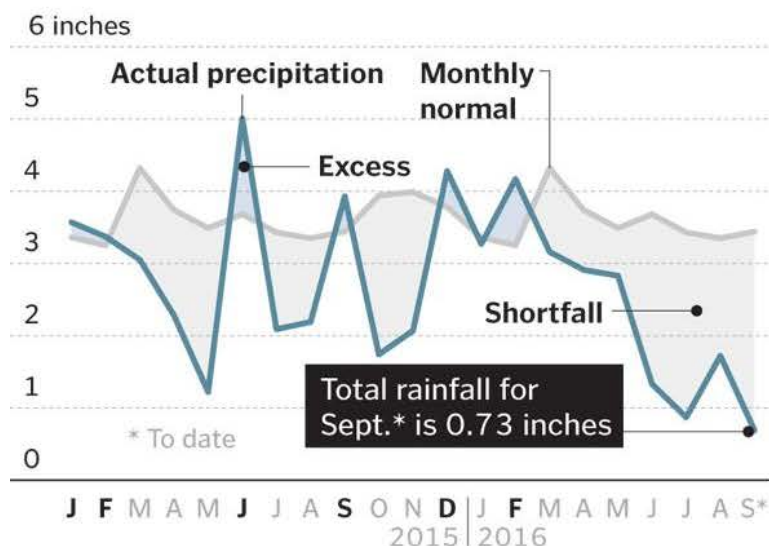 6 inches
Actual precipitation
Monthly
normal
5
Excess
4
3
Shortfall
2
Total rainfall for
Sept.* is 0.73 inches
1
* To date
0
J F M A M J J A S O N D J F M A M J J A S*
2015 2016